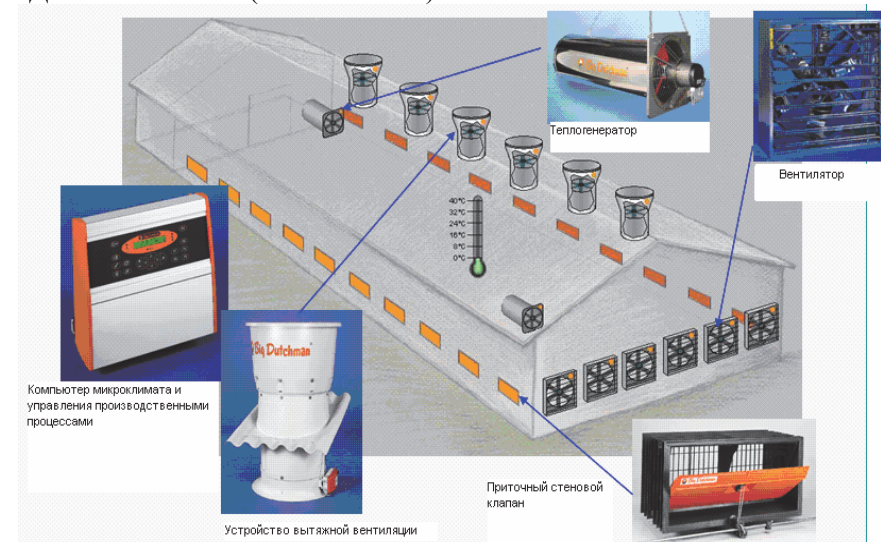 Теплогенератор
Вентилятор
40°C
32°C
24°C
16°C
8°C
0°C
Big Dutchman
Компьютер микроклимата и
управления производственными
процессами
Устройство вытяжной вентиляции
Приточный стеновой
клапан